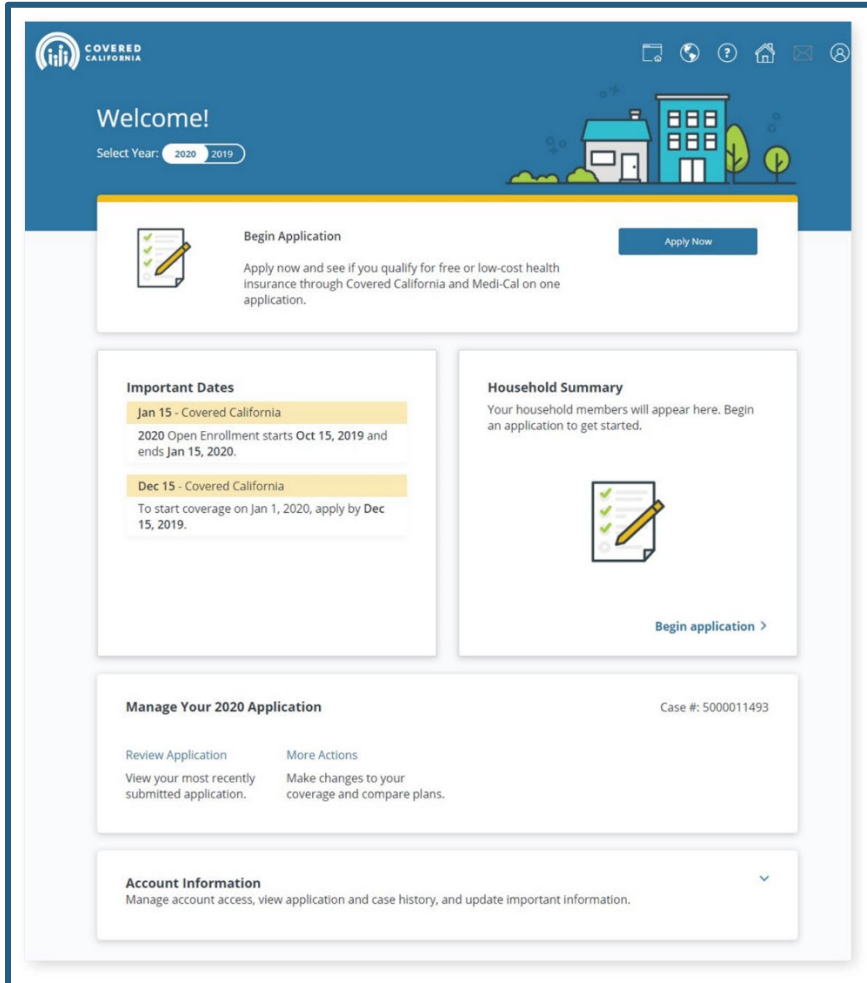 COVERED
CALIFORNIA
Welcome!
Select Year: 2020 2019
Begin Application
Apply Now
Apply now and see if you qualify for free or low-cost health
insurance through Covered California and Medi-Cal on one
application.
Important Dates
Jan 15 - Covered California
2020 Open Enrollment starts Oct 15, 2019 and
ends Jan 15, 2020.
Dec 15 - Covered California
To start coverage on Jan 1, 2020, apply by Dec
15, 2019.
Household Summary
Your household members will appear here. Begin
an application to get started.
Begin application >
Manage Your 2020 Application
Case #: 5000011493
Review Application
View your most recently
submitted application.
More Actions
Make changes to your
coverage and compare plans.
Account Information
Manage account access, view application and case history, and update important information.